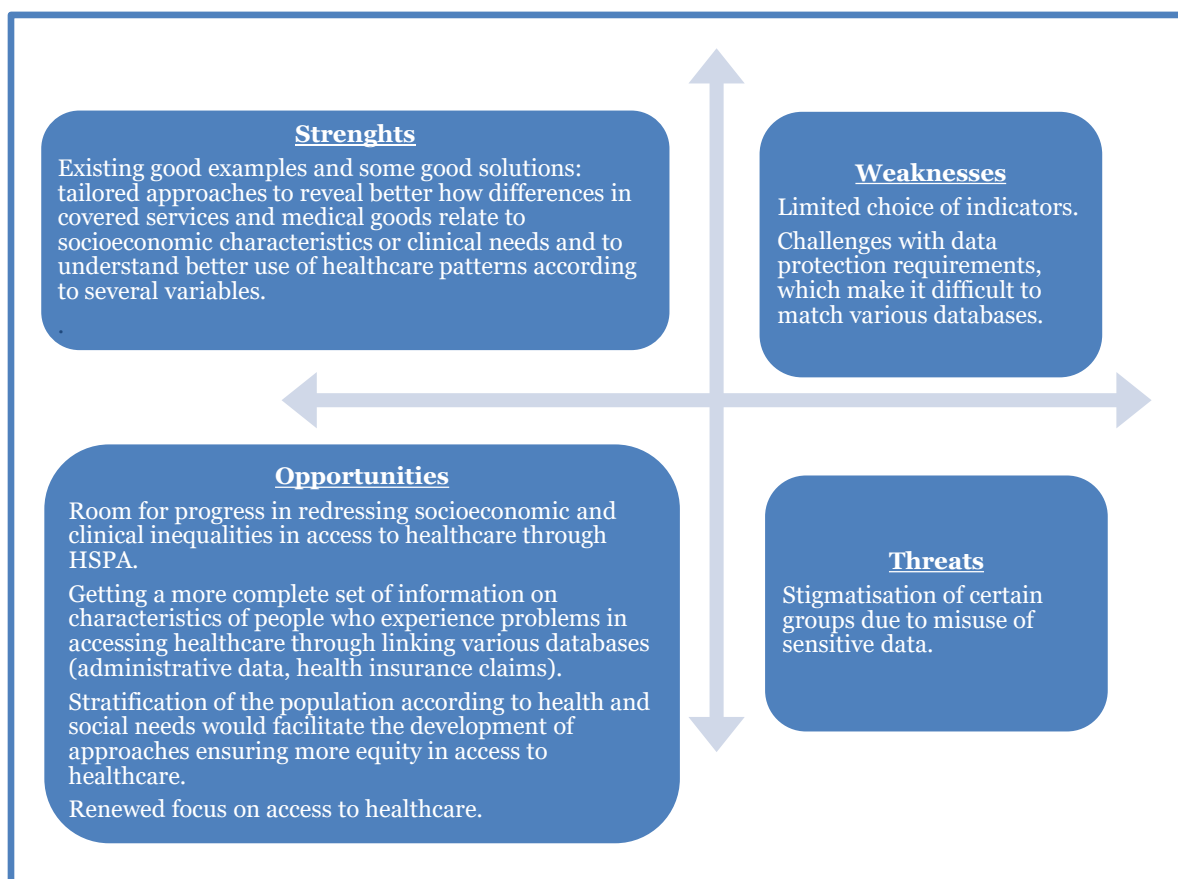 Strenghts
Existing good examples and some good solutions:
tailored approaches to reveal better how differences in
covered services and medical goods relate to
socioeconomic characteristics or clinical needs and to
understand better use of healthcare patterns according
to several variables.
.
Weaknesses
Limited choice of indicators.
Challenges with data
protection requirements,
which make it difficult to
match various databases.
Opportunities
Room for progress in redressing socioeconomic and
clinical inequalities in access to healthcare through
HSPA.
Getting a more complete set of information on
characteristics of people who experience problems in
accessing healthcare through linking various databases
(administrative data, health insurance claims).
Stratification of the population according to health and
social needs would facilitate the development of
approaches ensuring more equity in access to
healthcare.
Renewed focus on access to healthcare.
Threats
Stigmatisation of certain
groups due to misuse of
sensitive data.